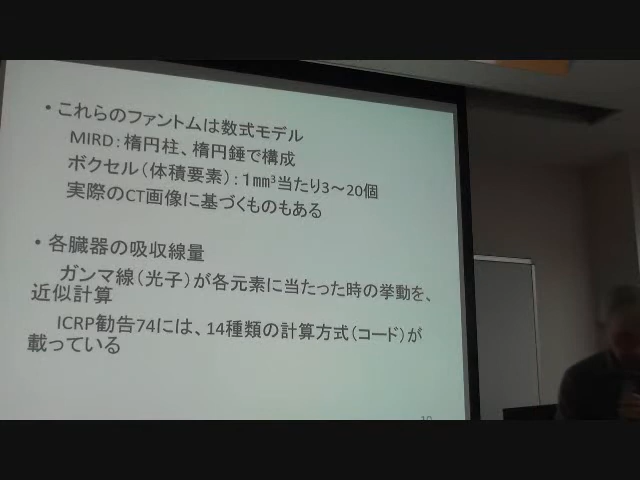 ・これらのファントムは数式モデル
MIRD：楕円柱、楕円錘で構成
ボクセル（体積要素）：1㎜³当たり3～20個
実際のCT画像に基づくものもある
・各臓器の吸収線量
ガンマ線（光子）が各元素に当たった時の挙動を、
近似計算
ICRP勧告74には、14種類の計算方式（コード）が
載っている